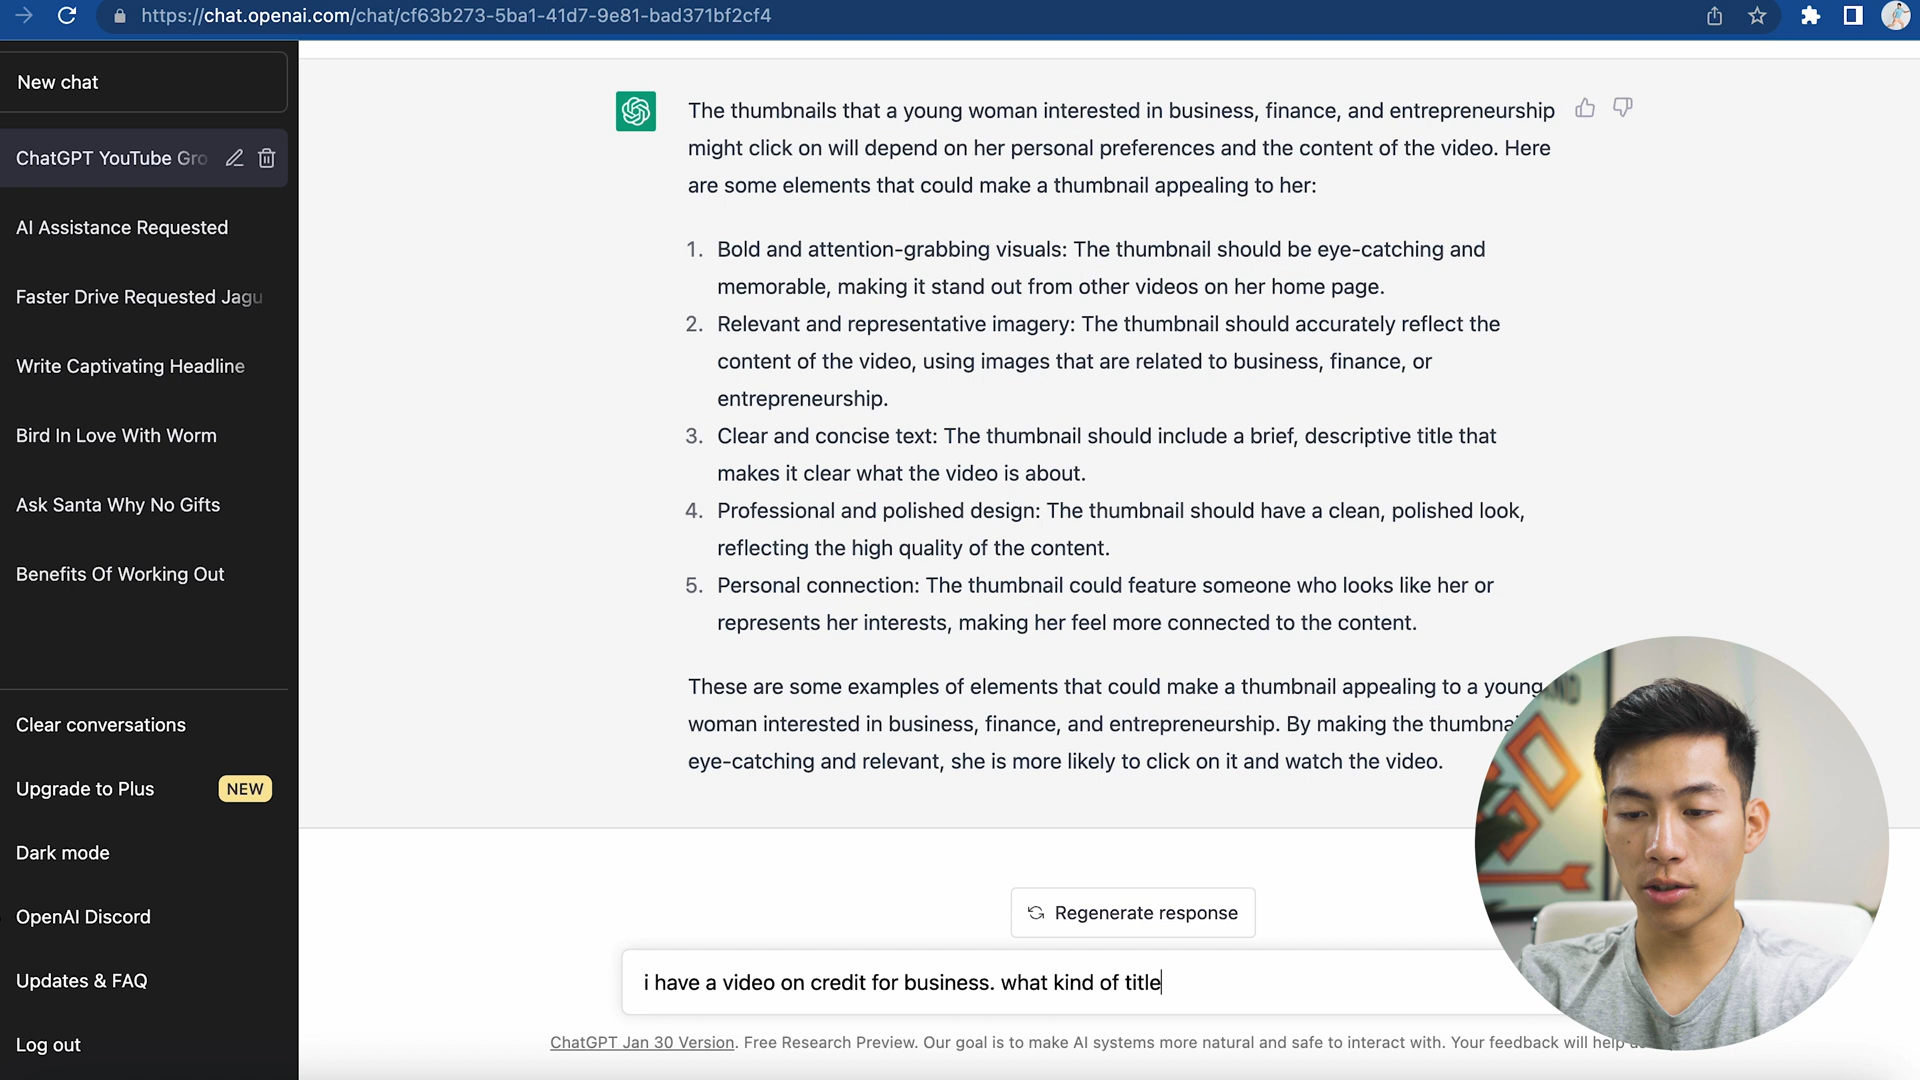 https://chat.openai.com/chat/cf63b273-5ba1-41d7-9e81-bad371bf2cf4
New chat
ChatGPT YouTube Gro
AI Assistance Requested
Faster Drive Requested Jagu
Write Captivating Headline
Bird In Love With Worm
Ask Santa Why No Gifts
Benefits Of Working Out
Clear conversations
Upgrade to Plus NEW
Dark mode
OpenAI Discord
Updates & FAQ
Log out
The thumbnails that a young woman interested in business, finance, and entrepreneurship
might click on will depend on her personal preferences and the content of the video. Here
are some elements that could make a thumbnail appealing to her:
1. Bold and attention-grabbing visuals: The thumbnail should be eye-catching and
memorable, making it stand out from other videos on her home page.
2. Relevant and representative imagery: The thumbnail should accurately reflect the
content of the video, using images that are related to business, finance, or
entrepreneurship.
3. Clear and concise text: The thumbnail should include a brief, descriptive title that
makes it clear what the video is about.
4. Professional and polished design: The thumbnail should have a clean, polished look,
reflecting the high quality of the content.
5. Personal connection: The thumbnail could feature someone who looks like her or
represents her interests, making her feel more connected to the content.
These are some examples of elements that could make a thumbnail appealing to a young
woman interested in business, finance, and entrepreneurship. By making the thumbnai
eye-catching and relevant, she is more likely to click on it and watch the video.
Regenerate response
i have a video on credit for business. what kind of title
ChatGPT Jan 30 Version. Free Research Preview. Our goal is to make AI systems more natural and safe to interact with. Your feedback will help